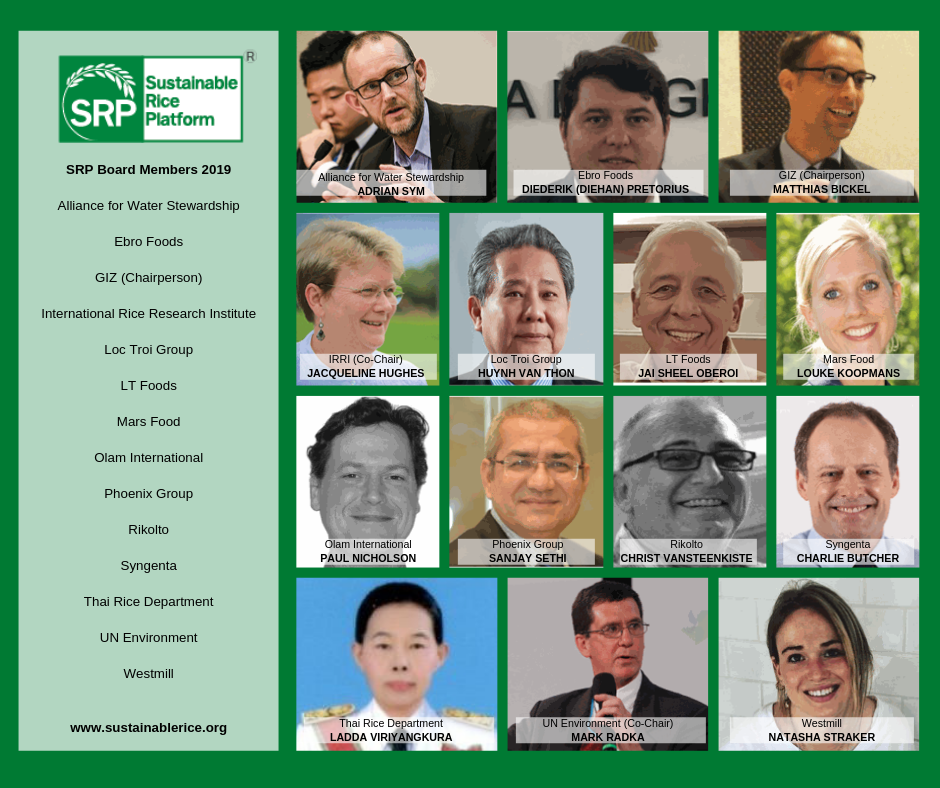 SRP
Sustainable
Rice
Platform
®
SRP Board Members 2019
Alliance for Water Stewardship
Ebro Foods
GIZ (Chairperson)
International Rice Research Institute
Loc Troi Group
LT Foods
Mars Food
Olam International
Phoenix Group
Rikolto
Syngenta
Thai Rice Department
UN Environment
Westmill
www.sustainablerice.org
Alliance for Water Stewardship
ADRIAN SYM
Ebro Foods
DIEDERIK (DIEHAN) PRETORIUS
GIZ (Chairperson)
MATTHIAS BICKEL
IRRI (Co-Chair)
JACQUELINE HUGHES
Loc Troi Group
HUYNH VAN THON
LT Foods
JAI SHEEL OBEROI
Mars Food
LOUKE KOOPMANS
Olam International
PAUL NICHOLSON
Phoenix Group
SANJAY SETHI
Rikolto
CHRIST VANSTEENKISTE
Syngenta
CHARLIE BUTCHER
Thai Rice Department
LADDA VIRIYANGKURA
UN Environment (Co-Chair)
MARK RADKA
Westmill
NATASHA STRAKER